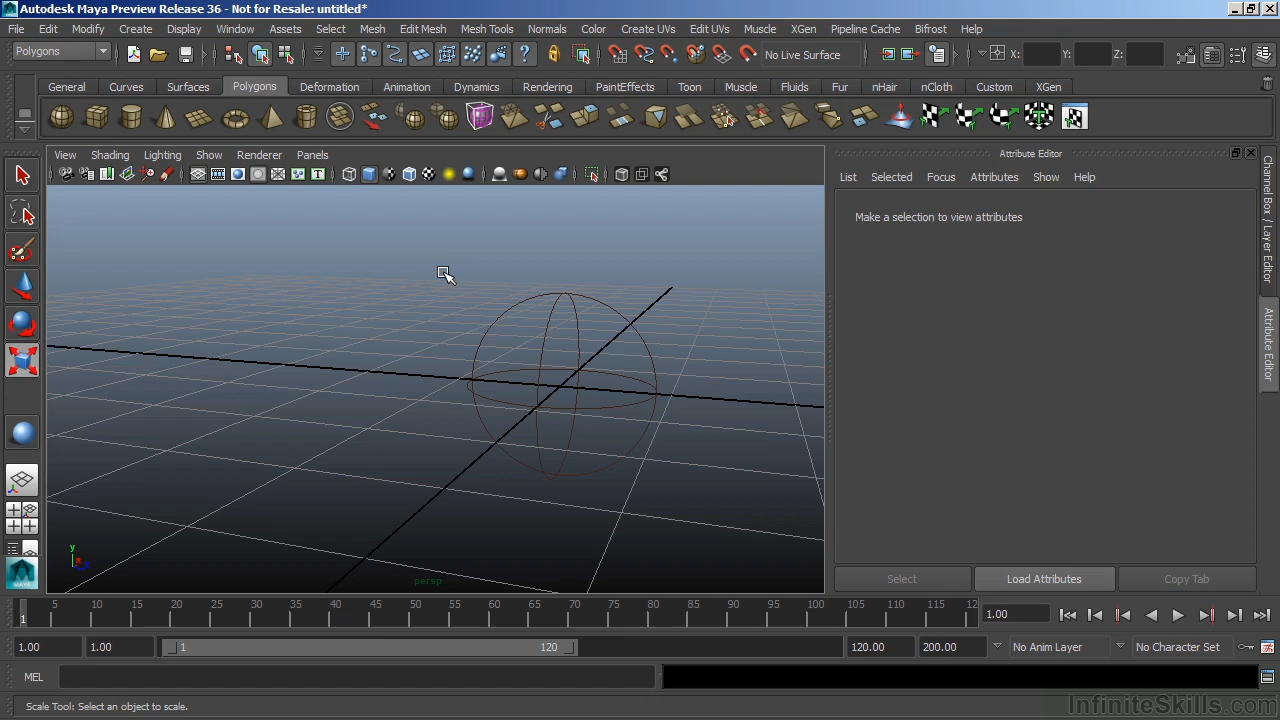 Autodesk Maya Preview Release 36 - Not for Resale: untitled*
File Edit Modify Create Display Window Assets Select Mesh Edit Mesh Mesh Tools Normals Color Create UVs Edit UVs Muscle XGen Pipeline Cache Bifrost Help
Polygons No Live Surface X: Y: Z:
General Curves Surfaces Polygons Deformation Animation Dynamics Rendering PaintEffects Toon Muscle Fluids Fur nHair nCloth Custom XGen
View Shading Lighting Show Renderer Panels
Attribute Editor
List Selected Focus Attributes Show Help
Make a selection to view attributes
Channel Box / Layer Editor
Attribute Editor
y
persp
Select Load Attributes Copy Tab
MAYA
1 5 10 15 20 25 30 35 40 45 50 55 60 65 70 75 80 85 90 95 100 105 110 115 12 1.00
1.00 1.00 1 120 120.00 200.00 No Anim Layer No Character Set
MEL
Scale Tool: Select an object to scale.
InfiniteSkills.com